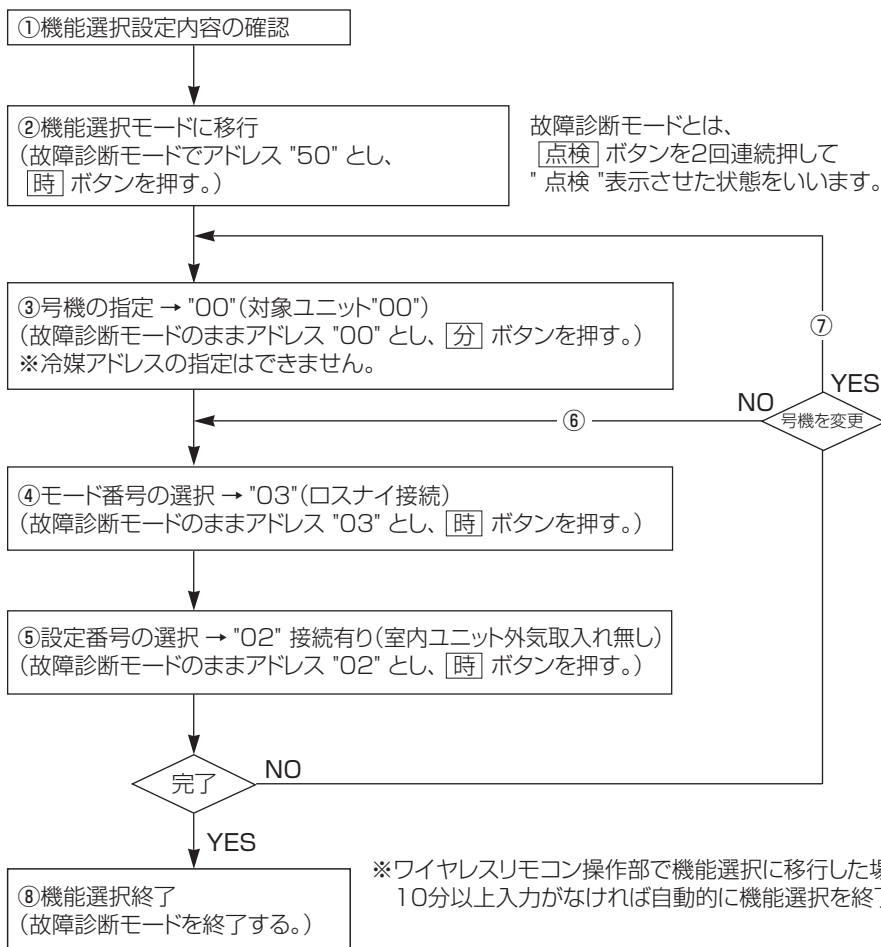 ①機能選択設定内容の確認
②機能選択モードに移行
(故障診断モードでアドレス "50" とし、
時 ボタンを押す。)
故障診断モードとは、
点検 ボタンを2回連続押して
" 点検 "表示させた状態をいいます。
③号機の指定 → "00"(対象ユニット"00")
(故障診断モードのままアドレス "00" とし、 分 ボタンを押す。)
※冷媒アドレスの指定はできません。
⑦
YES
NO
号機を変更
⑥
④モード番号の選択 → "03"(ロスナイ接続)
(故障診断モードのままアドレス "03" とし、 時 ボタンを押す。)
⑤設定番号の選択 → "02" 接続有り(室内ユニット外気取入れ無し)
(故障診断モードのままアドレス "02" とし、 時 ボタンを押す。)
完了
NO
YES
⑧機能選択終了
(故障診断モードを終了する。)
※ワイヤレスリモコン操作部で機能選択に移行した場
10分以上入力がなければ自動的に機能選択を終了